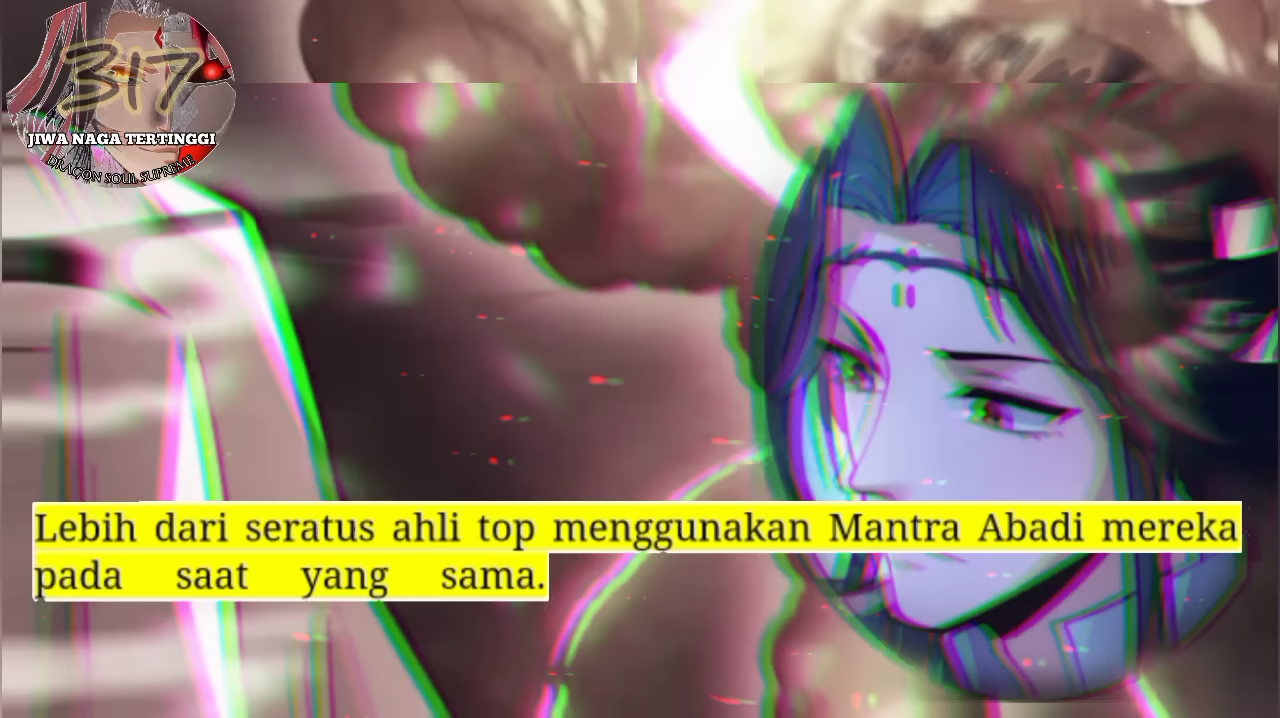 317
JIWA NAGA TERTINGGI
DRAGON SOUL SUPREME
Lebih dari seratus ahli top menggunakan Mantra Abadi mereka
pada saat yang sama.